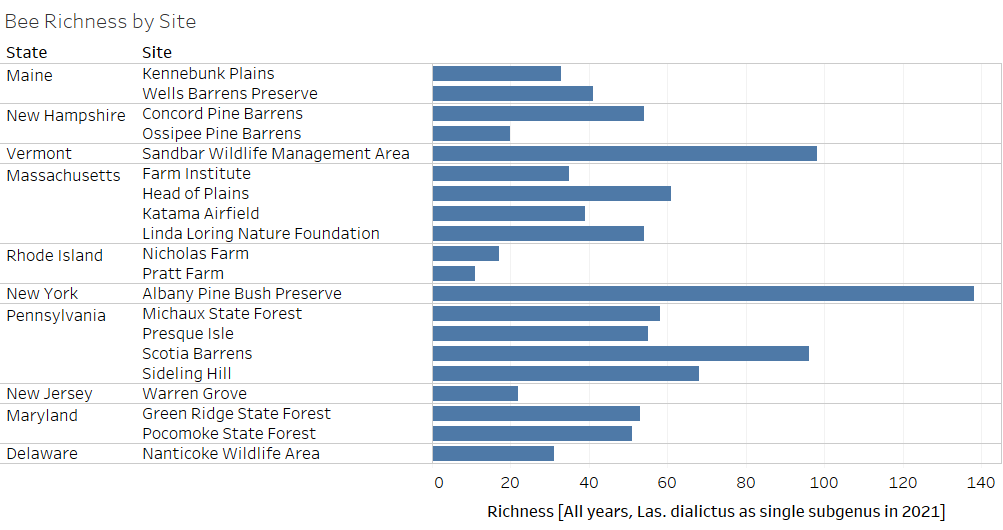 Bee Richness by Site
State Site
Maine Kennebunk Plains
Wells Barrens Preserve
New Hampshire Concord Pine Barrens
Ossipee Pine Barrens
Vermont Sandbar Wildlife Management Area
Massachusetts Farm Institute
Head of Plains
Katama Airfield
Linda Loring Nature Foundation
Rhode Island Nicholas Farm
Pratt Farm
New York Albany Pine Bush Preserve
Pennsylvania Michaux State Forest
Presque Isle
Scotia Barrens
Sideling Hill
New Jersey Warren Grove
Maryland Green Ridge State Forest
Pocomoke State Forest
Delaware Nanticoke Wildlife Area
0 20 40 60 80 100 120 140
Richness [All years, Las. dialictus as single subgenus in 2021]